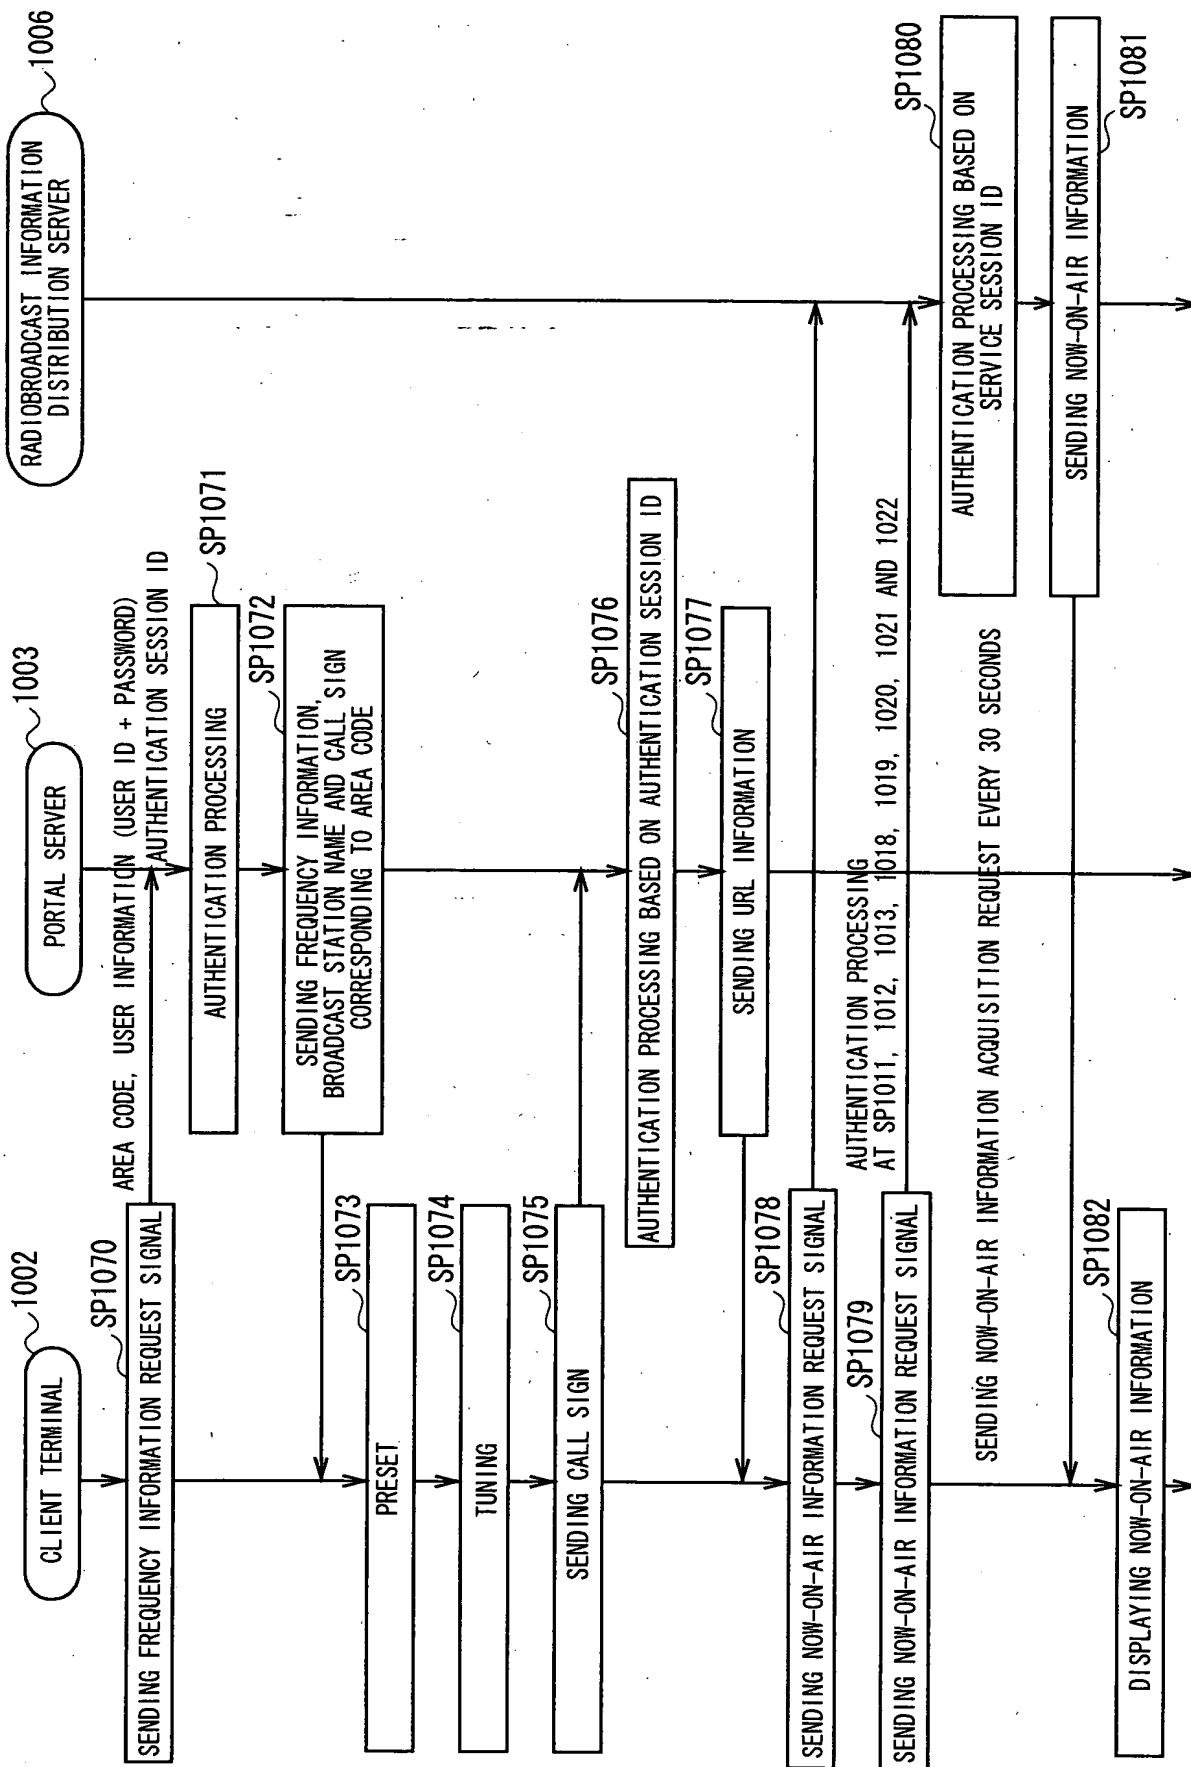 CLIENT TERMINAL
1002
PORTAL SERVER
1003
RADIOBROADCAST INFORMATION
DISTRIBUTION SERVER
1006
SP1070
SENDING FREQUENCY INFORMATION REQUEST SIGNAL
AREA CODE, USER INFORMATION (USER ID + PASSWORD)
AUTHENTICATION SESSION ID
SP1071
AUTHENTICATION PROCESSING
SP1072
SENDING FREQUENCY INFORMATION,
BROADCAST STATION NAME AND CALL SIGN
CORRESPONDING TO AREA CODE
SP1073
PRESET
SP1074
TUNING
SP1075
SENDING CALL SIGN
SP1076
AUTHENTICATION PROCESSING BASED ON AUTHENTICATION SESSION ID
SP1077
SENDING URL INFORMATION
SP1078
SENDING NOW-ON-AIR INFORMATION REQUEST SIGNAL
AUTHENTICATION PROCESSING
AT SP1011, 1012, 1013, 1018, 1019, 1020, 1021 AND 1022
SP1079
SENDING NOW-ON-AIR INFORMATION REQUEST SIGNAL
SP1080
AUTHENTICATION PROCESSING BASED ON
SERVICE SESSION ID
SENDING NOW-ON-AIR INFORMATION ACQUISITION REQUEST EVERY 30 SECONDS
SENDING NOW-ON-AIR INFORMATION
SP1081
SP1082
DISPLAYING NOW-ON-AIR INFORMATION